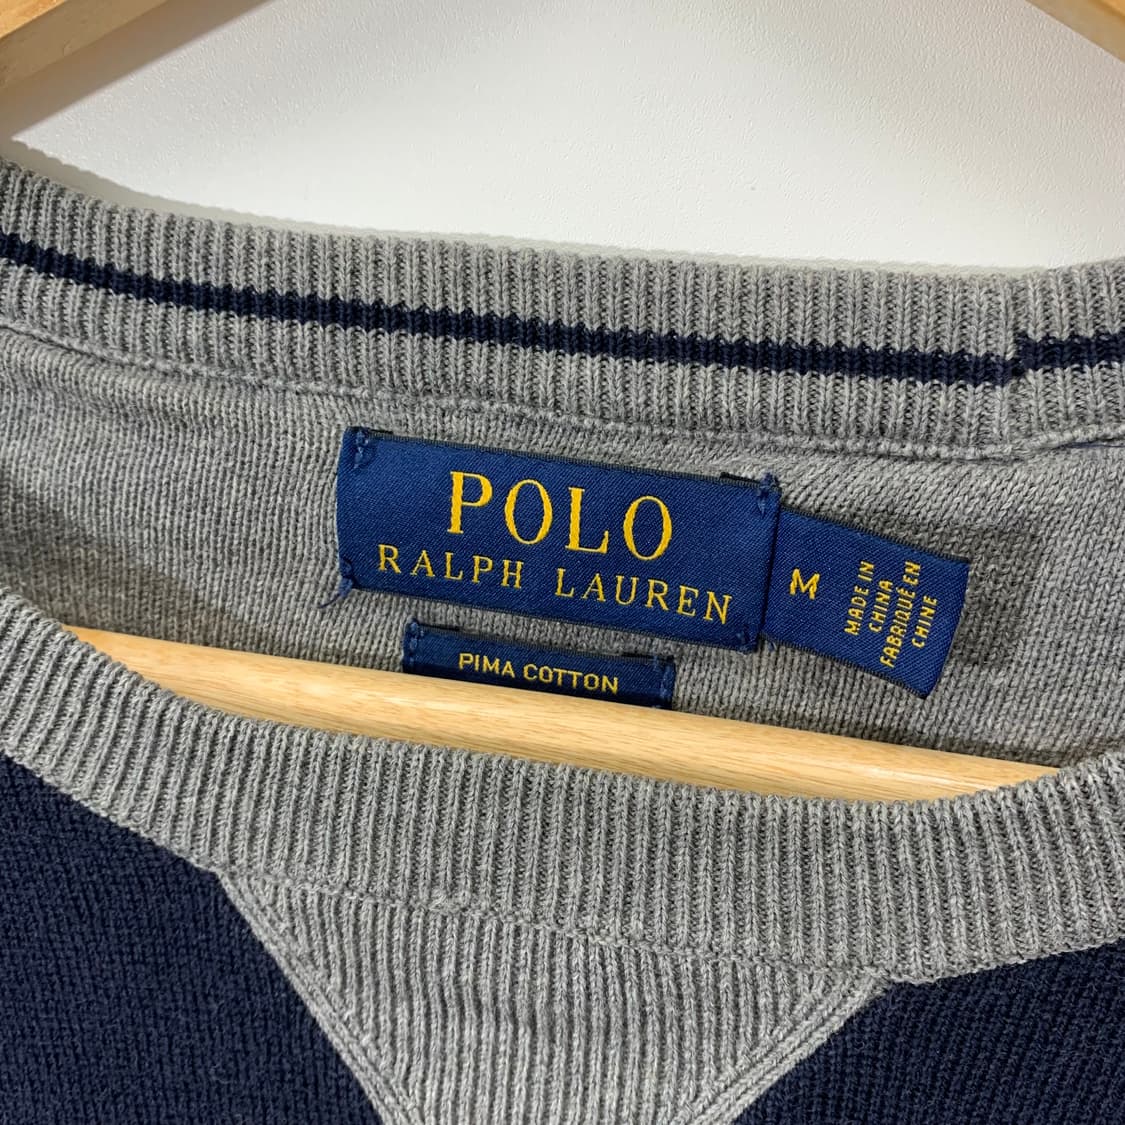 POLO
RALPH LAUREN
M
MADE IN
CHINA
FABRIQUÉ EN
CHINE
PIMA COTTON